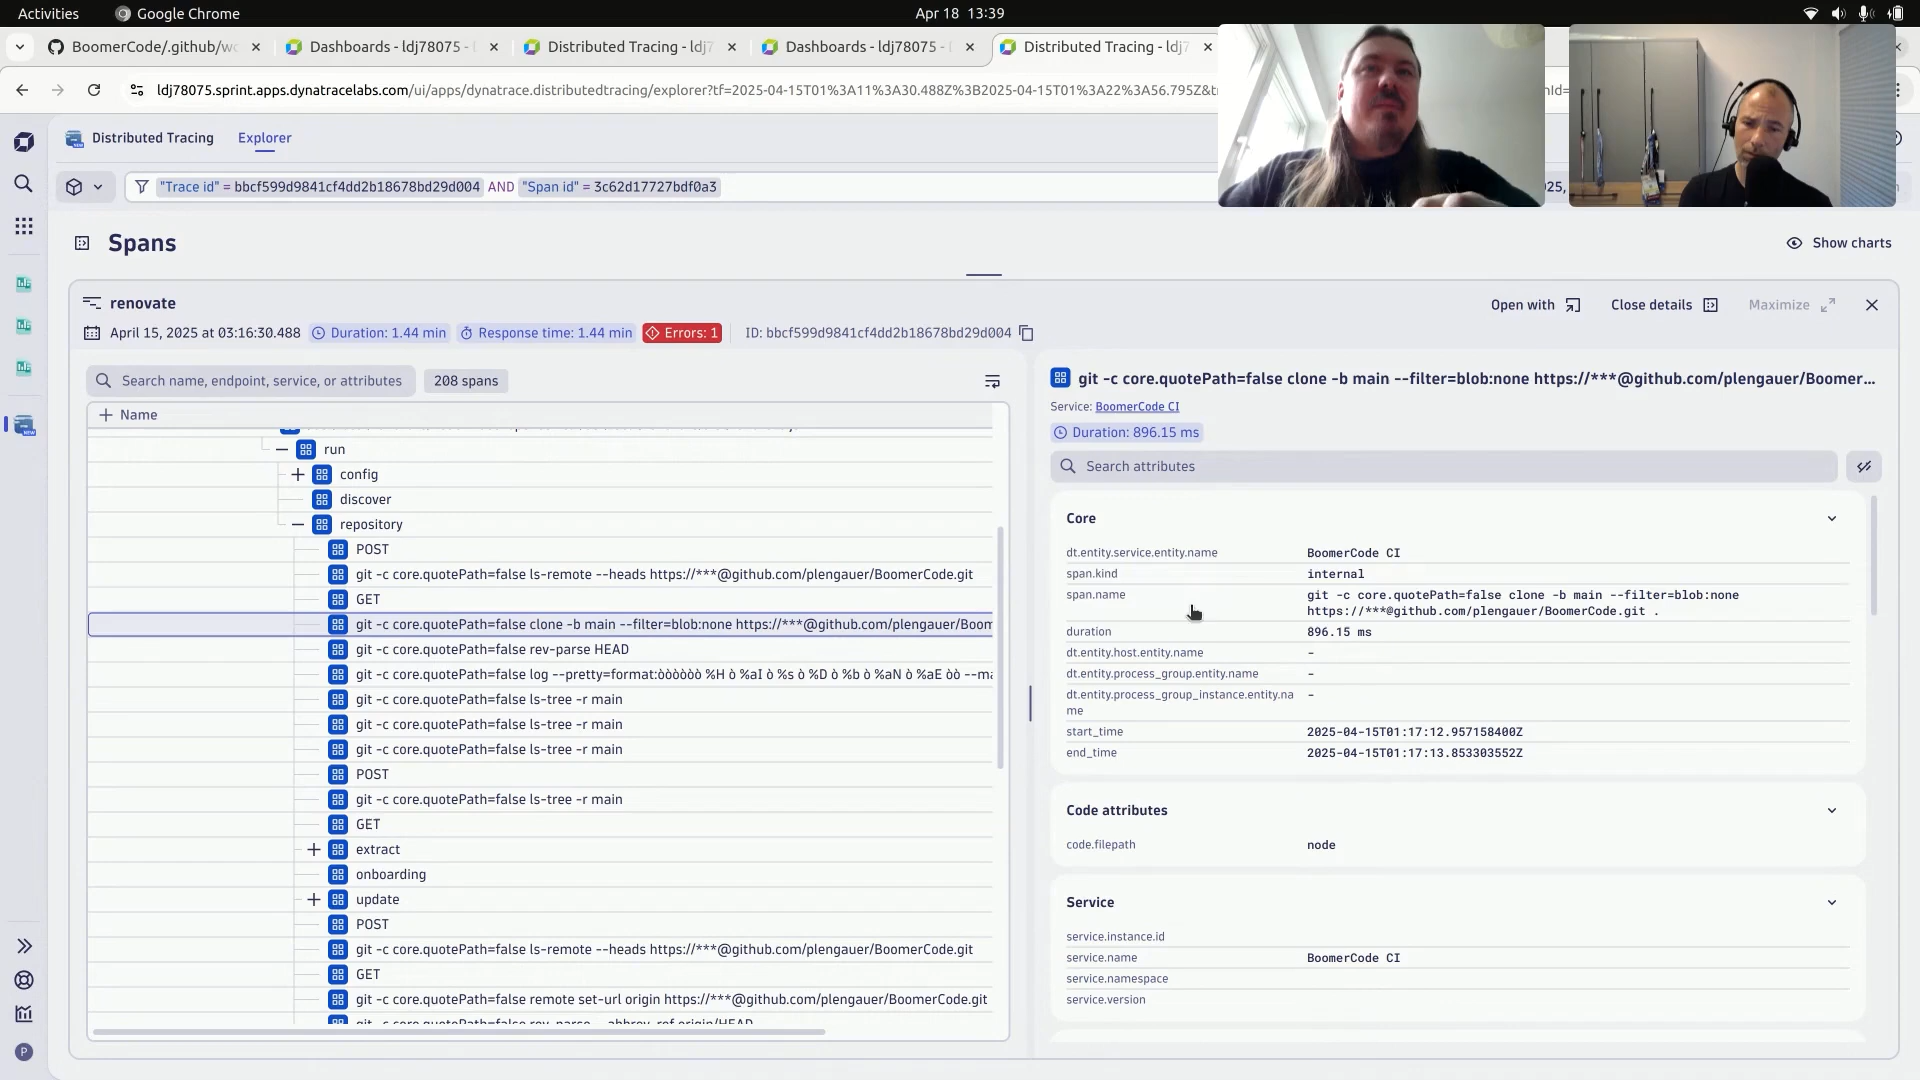 Activities
Google Chrome
Apr 18 13:39
BoomerCode/.github/wo
Dashboards - ldj78075 -
Distributed Tracing - ldj7
Dashboards - ldj78075 -
Distributed Tracing - ldj7
ldj78075.sprint.apps.dynatracelabs.com/ui/apps/dynatrace.distributedtracing/explorer?tf=2025-04-15T01%3A11%3A30.488Z%3B2025-04-15T01%3A22%3A56.795Z&t
Distributed Tracing
Explorer
"Trace id" = bbcf599d9841cf4dd2b18678bd29d004 AND "Span id" = 3c62d17727bdf0a3
Spans
Show charts
renovate
Open with
Close details
Maximize
April 15, 2025 at 03:16:30.488
Duration: 1.44 min
Response time: 1.44 min
Errors: 1
ID: bbcf599d9841cf4dd2b18678bd29d004
Search name, endpoint, service, or attributes
208 spans
Name
run
config
discover
repository
POST
git -c core.quotePath=false ls-remote --heads https://***@github.com/plengauer/BoomerCode.git
GET
git -c core.quotePath=false clone -b main --filter=blob:none https://***@github.com/plengauer/Boom
git -c core.quotePath=false rev-parse HEAD
git -c core.quotePath=false log --pretty=format:òòòòòò %H ò %aI ò %s ò %D ò %b ò %aN ò %aE òò --ma
git -c core.quotePath=false ls-tree -r main
git -c core.quotePath=false ls-tree -r main
git -c core.quotePath=false ls-tree -r main
POST
git -c core.quotePath=false ls-tree -r main
GET
extract
onboarding
update
POST
git -c core.quotePath=false ls-remote --heads https://***@github.com/plengauer/BoomerCode.git
GET
git -c core.quotePath=false remote set-url origin https://***@github.com/plengauer/BoomerCode.git
git -c core.quotePath=false rev-parse --abbrev-ref origin/HEAD
git -c core.quotePath=false clone -b main --filter=blob:none https://***@github.com/plengauer/Boomer...
Service: BoomerCode CI
Duration: 896.15 ms
Search attributes
Core
dt.entity.service.entity.name BoomerCode CI
span.kind internal
span.name git -c core.quotePath=false clone -b main --filter=blob:none
https://***@github.com/plengauer/BoomerCode.git .
duration 896.15 ms
dt.entity.host.entity.name -
dt.entity.process_group.entity.name -
dt.entity.process_group_instance.entity.na -
me
start_time 2025-04-15T01:17:12.957158400Z
end_time 2025-04-15T01:17:13.853303552Z
Code attributes
code.filepath node
Service
service.instance.id
service.name BoomerCode CI
service.namespace
service.version
P